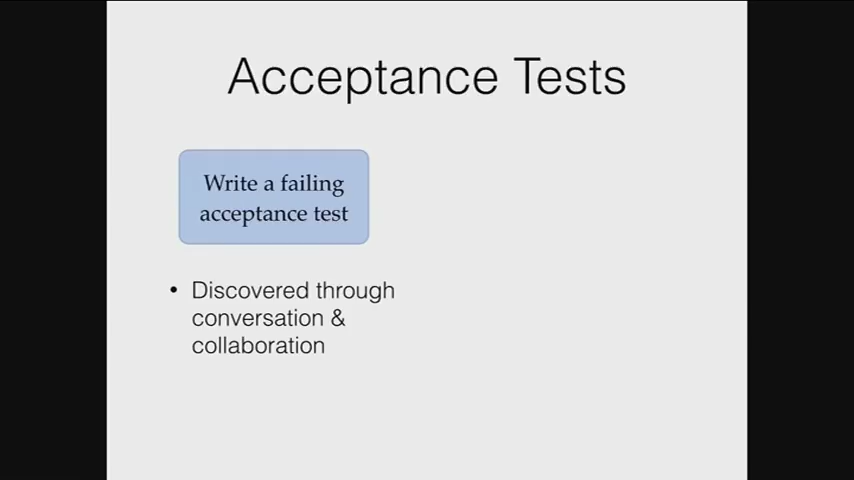 Acceptance Tests
Write a failing
acceptance test
• Discovered through
conversation &
collaboration